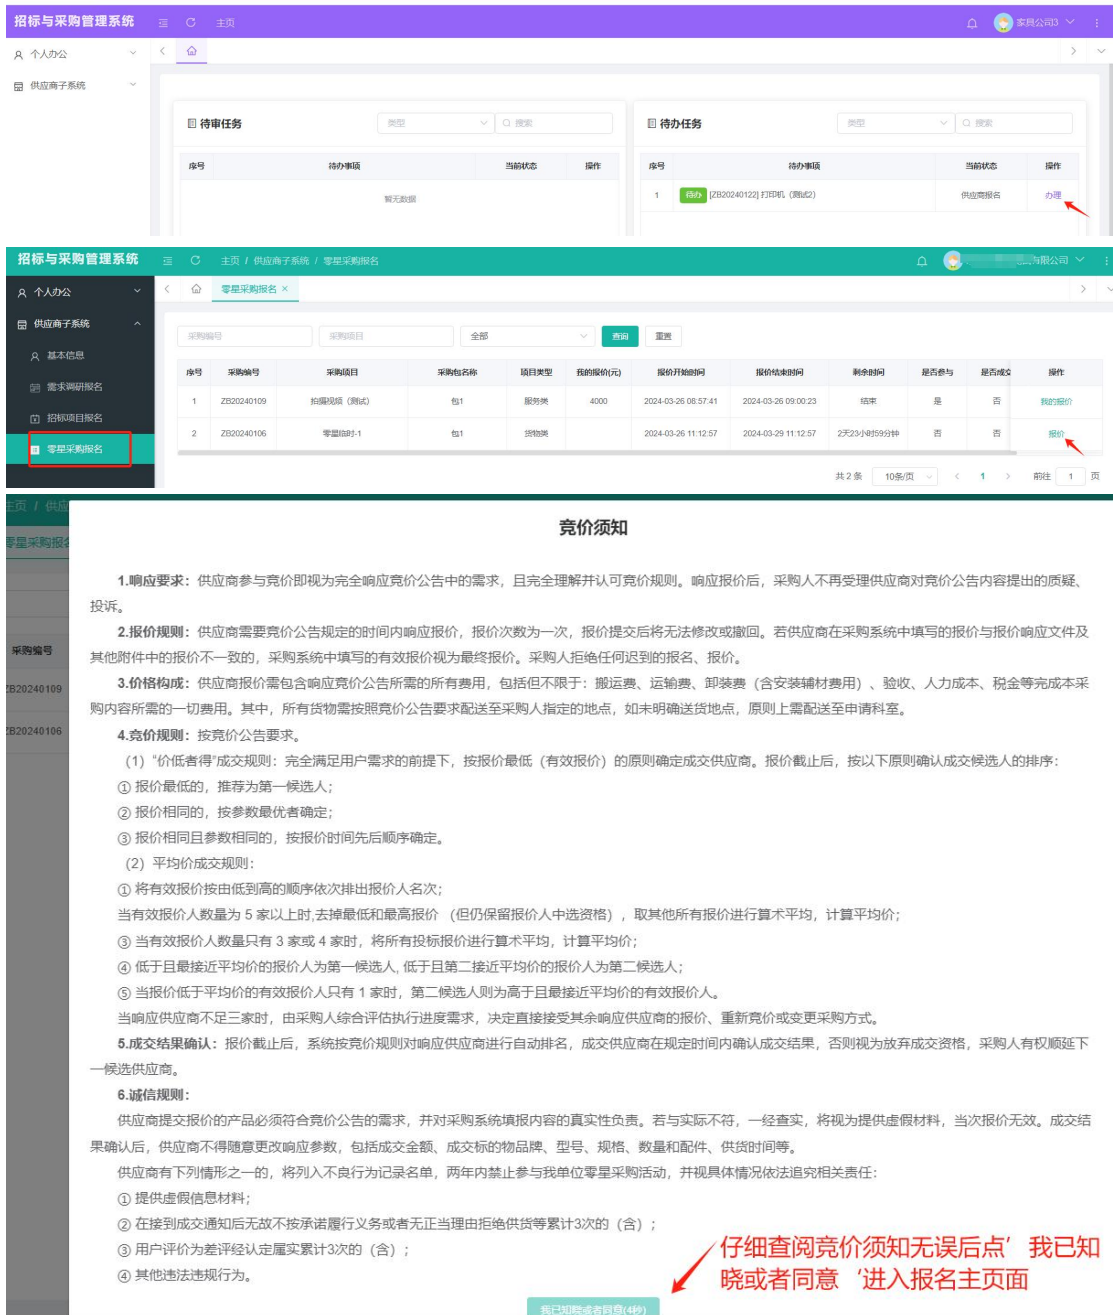 招标与采购管理系统 主页 家具公司3
个人办公
供应商子系统
待审任务 类型 搜索 待办任务 类型 搜索
序号 待办事项 当前状态 操作 序号 待办事项 当前状态 操作
暂无数据 1 待办 [ZB20240122] 打印机（测试2） 供应商报名 办理
招标与采购管理系统 主页 / 供应商子系统 / 零星采购报名 有限公司
个人办公 零星采购报名 ×
供应商子系统 采购编号 采购项目 全部 查询 重置
基本信息 序号 采购编号 采购项目 采购包名称 项目类型 我的报价(元) 报价开始时间 报价结束时间 剩余时间 是否参与 是否成交 操作
需求调研报名 1 ZB20240109 拍摄视频（测试） 包1 服务类 4000 2024-03-26 08:57:41 2024-03-26 09:00:23 结束 是 否 我的报价
招标项目报名
零星采购报名 2 ZB20240106 零星临时-1 包1 货物类 2024-03-26 11:12:57 2024-03-29 11:12:57 2天23小时59分钟 否 否 报价
共 2 条 10条/页 1 前往 1 页
主页 / 供应
零星采购报名
采购编号
ZB20240109
ZB20240106
竞价须知
1.响应要求：供应商参与竞价即视为完全响应竞价公告中的需求，且完全理解并认可竞价规则。响应报价后，采购人不再受理供应商对竞价公告内容提出的质疑、
投诉。
2.报价规则：供应商需要竞价公告规定的时间内响应报价，报价次数为一次，报价提交后将无法修改或撤回。若供应商在采购系统中填写的报价与报价响应文件及
其他附件中的报价不一致的，采购系统中填写的有效报价视为最终报价。采购人拒绝任何迟到的报名、报价。
3.价格构成：供应商报价需包含响应竞价公告所需的所有费用，包括但不限于：搬运费、运输费、卸装费（含安装辅材费用）、验收、人力成本、税金等完成本采
购内容所需的一切费用。其中，所有货物需按照竞价公告要求配送至采购人指定的地点，如未明确送货地点，原则上需配送至申请科室。
4.竞价规则：按竞价公告要求。
（1）“价低者得”成交规则：完全满足用户需求的前提下，按报价最低（有效报价）的原则确定成交供应商。报价截止后，按以下原则确认成交候选人的排序：
① 报价最低的，推荐为第一候选人；
② 报价相同的，按参数最优者确定；
③ 报价相同且参数相同的，按报价时间先后顺序确定。
（2）平均价成交规则：
① 将有效报价按由低到高的顺序依次排出报价人名次；
当有效报价人数量为 5 家以上时,去掉最低和最高报价 （但仍保留报价人中选资格），取其他所有报价进行算术平均，计算平均价；
③ 当有效报价人数量只有 3 家或 4 家时，将所有投标报价进行算术平均，计算平均价；
④ 低于且最接近平均价的报价人为第一候选人, 低于且第二接近平均价的报价人为第二候选人；
⑤ 当报价低于平均价的有效报价人只有 1 家时，第二候选人则为高于且最接近平均价的有效报价人。
当响应供应商不足三家时，由采购人综合评估执行进度需求，决定直接接受其余响应供应商的报价、重新竞价或变更采购方式。
5.成交结果确认：报价截止后，系统按竞价规则对响应供应商进行自动排名，成交供应商在规定时间内确认成交结果，否则视为放弃成交资格，采购人有权顺延下
一候选供应商。
6.诚信规则：
供应商提交报价的产品必须符合竞价公告的需求，并对采购系统填报内容的真实性负责。若与实际不符，一经查实，将视为提供虚假材料，当次报价无效。成交结
果确认后，供应商不得随意更改响应参数，包括成交金额、成交标的物品牌、型号、规格、数量和配件、供货时间等。
供应商有下列情形之一的，将列入不良行为记录名单，两年内禁止参与我单位零星采购活动，并视具体情况依法追究相关责任：
① 提供虚假信息材料；
② 在接到成交通知后无故不按承诺履行义务或者无正当理由拒绝供货等累计3次的（含）；
③ 用户评价为差评经认定属实累计3次的（含）；
④ 其他违法违规行为。
仔细查阅竞价须知无误后点’我已知
晓或者同意‘进入报名主页面
我已知晓或者同意(4秒)